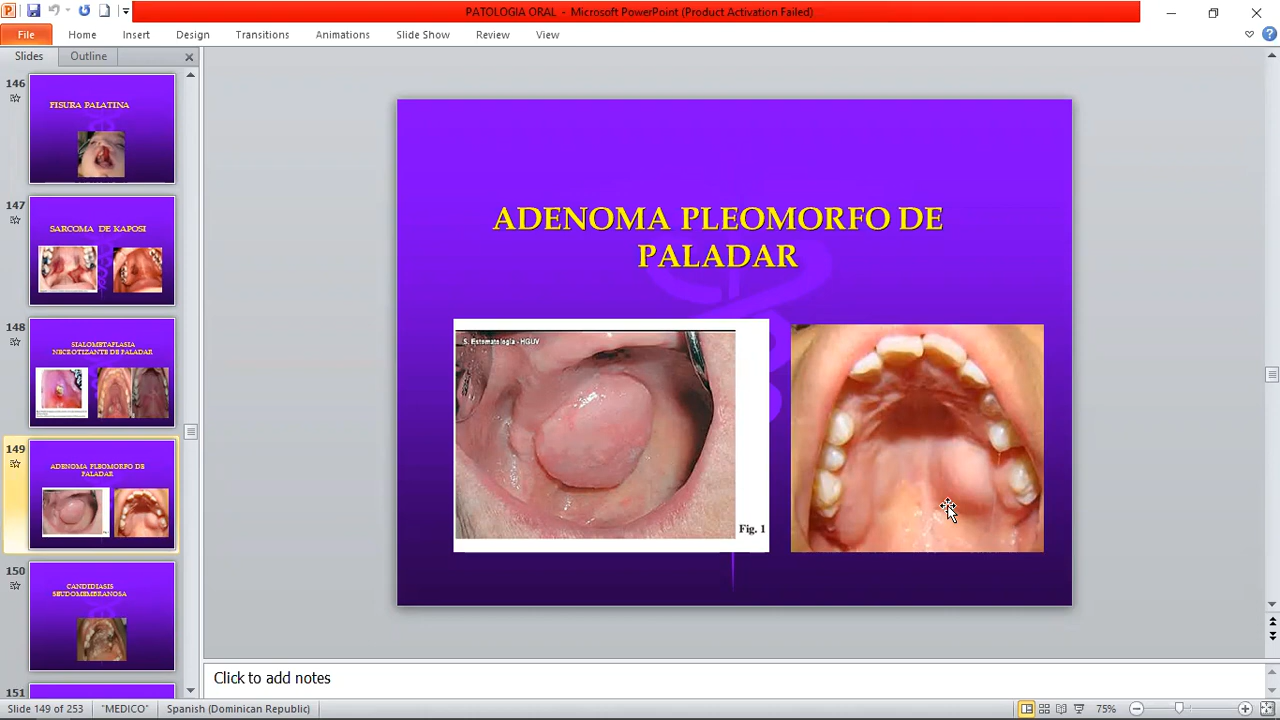 PATOLOGIA ORAL - Microsoft PowerPoint (Product Activation Failed)
File Home Insert Design Transitions Animations Slide Show Review View
Slides Outline
146
FISURA PALATINA
147
SARCOMA DE KAPOSI
148
SIALOMETAPLASIA
NECROTIZANTE DE PALADAR
149
ADENOMA PLEOMORFO DE
PALADAR
150
CANDIDIASIS
SEUDOMEMBRANOSA
151
ADENOMA PLEOMORFO DE
PALADAR
S. Estomatología - HGUV
Fig. 1
Click to add notes
Slide 149 of 253 "MEDICO" Spanish (Dominican Republic) 75%